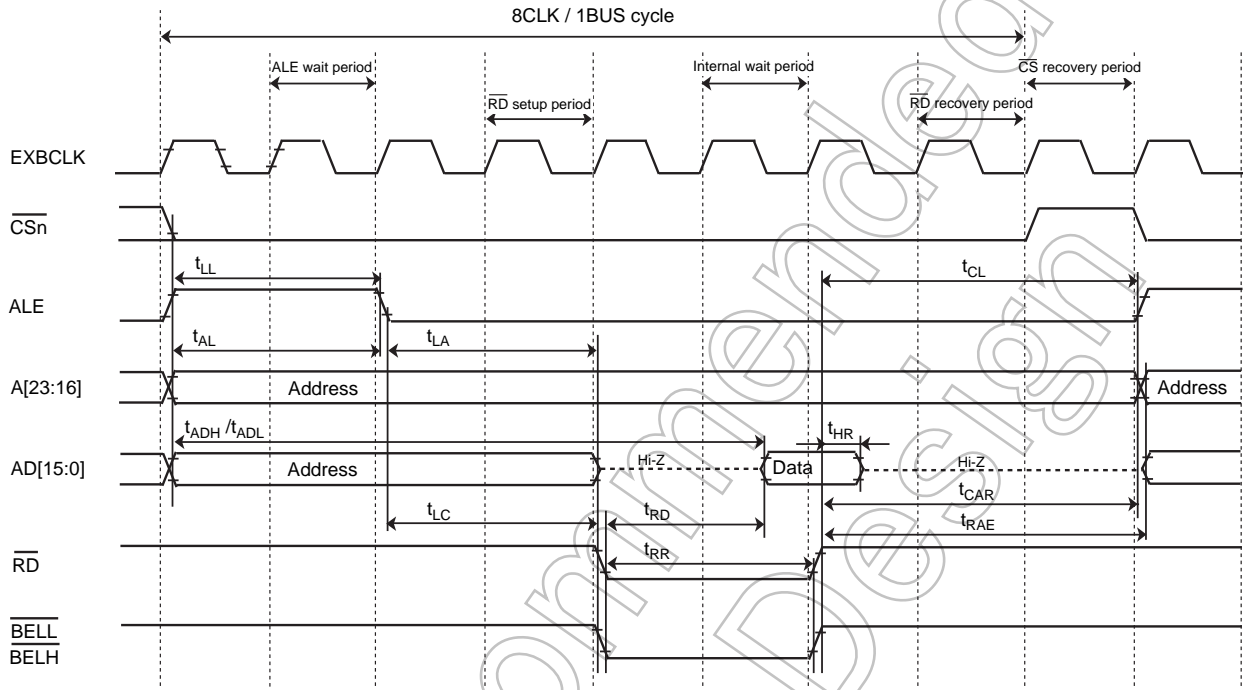 8CLK / 1BUS cycle
ALE wait period
Internal wait period
CS recovery period
RD setup period
RD recovery period
EXBCLK
CSn
tLL
tCL
ALE
tAL
tLA
A[23:16]
Address
Address
tADH /tADL
tHR
AD[15:0]
Address
Hi-Z
Data
Hi-Z
tCAR
tLC
tRD
tRAE
RD
tRR
BELL
BELH
ommended
Design